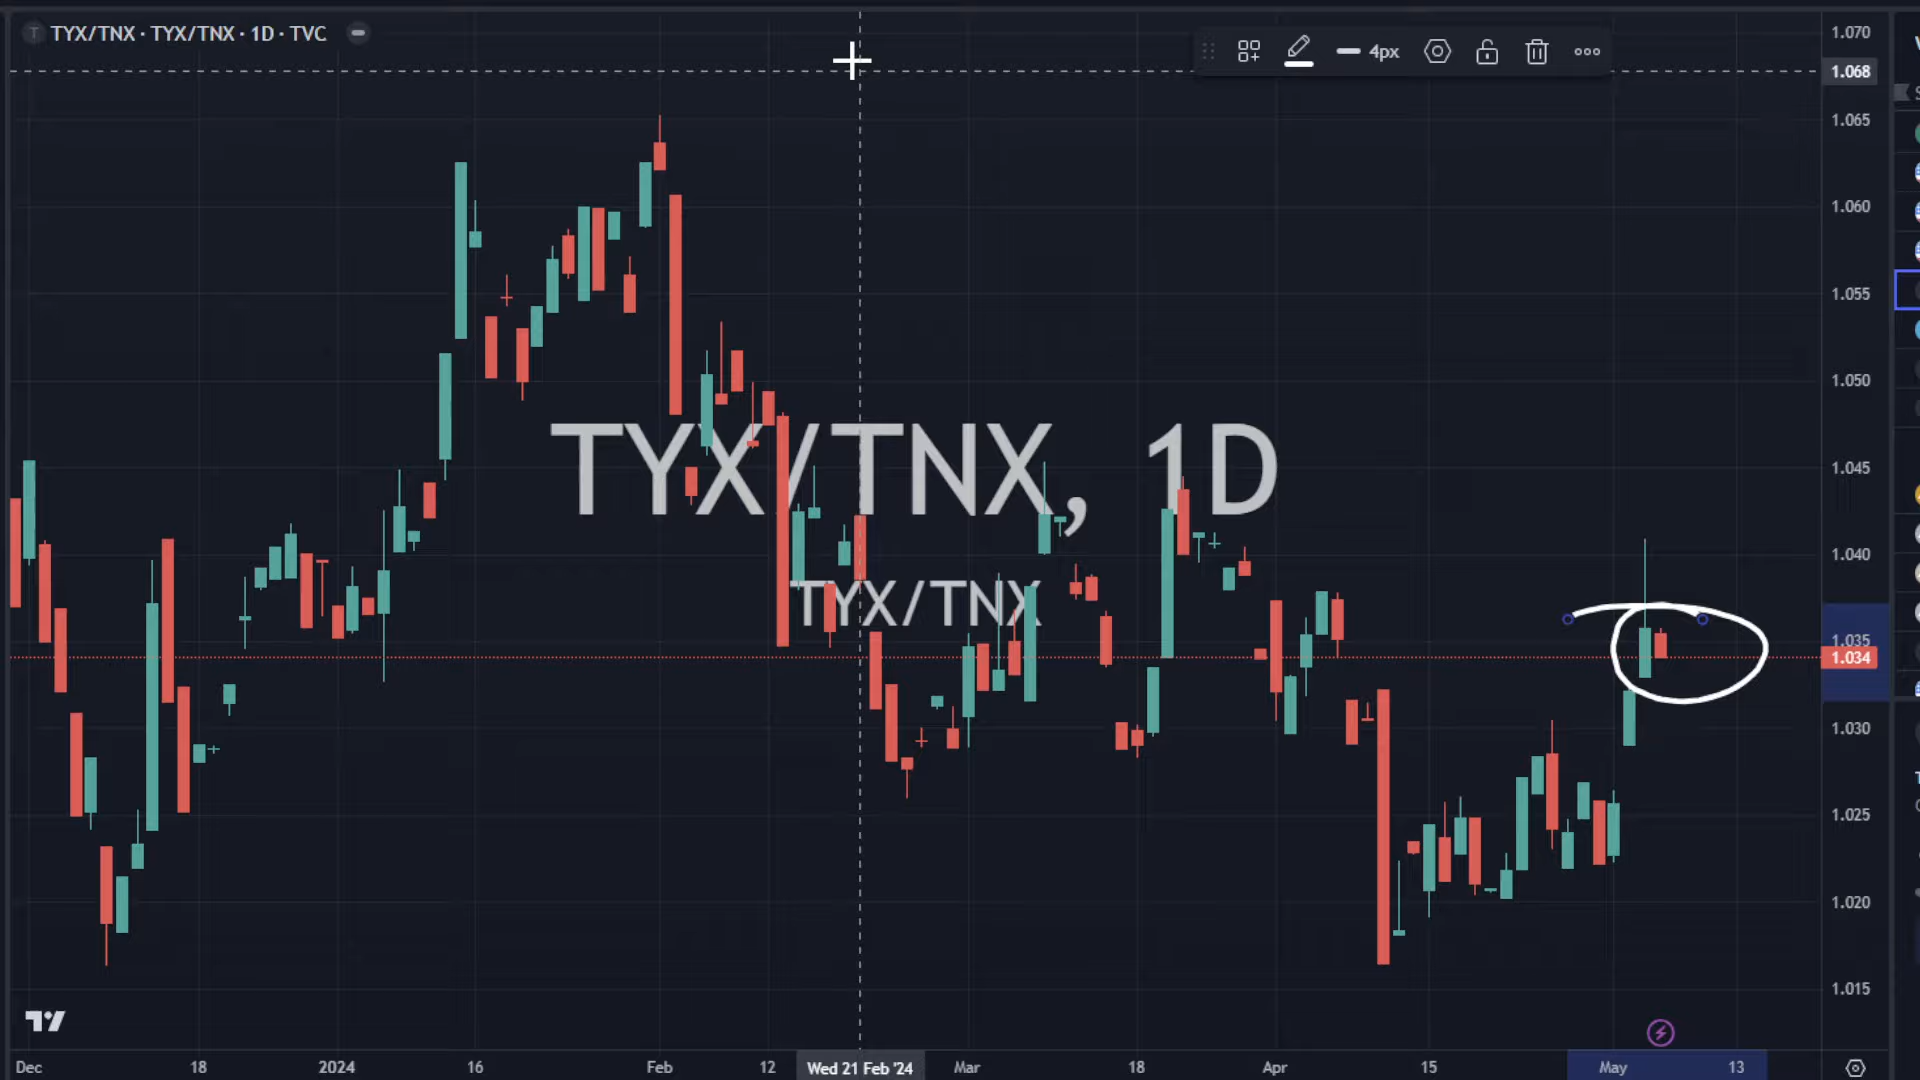 TYX/TNX · TYX/TNX · 1D · TVC
4px
1.070
1.068
1.065
1.060
1.055
1.050
1.045
1.040
1.035
1.034
1.030
1.025
1.020
1.015
TYX/TNX, 1D
TYX/TNX
Dec
18
2024
16
Feb
12
Wed 21 Feb '24
Mar
18
Apr
15
May
13